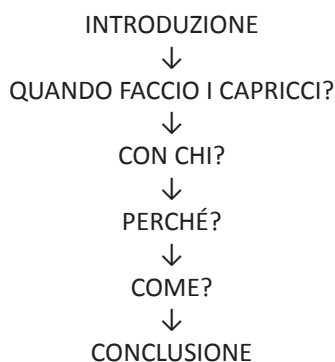 INTRODUZIONE
↓
QUANDO FACCIO I CAPRICCI?
↓
CON CHI?
↓
PERCHÉ?
↓
COME?
↓
CONCLUSIONE